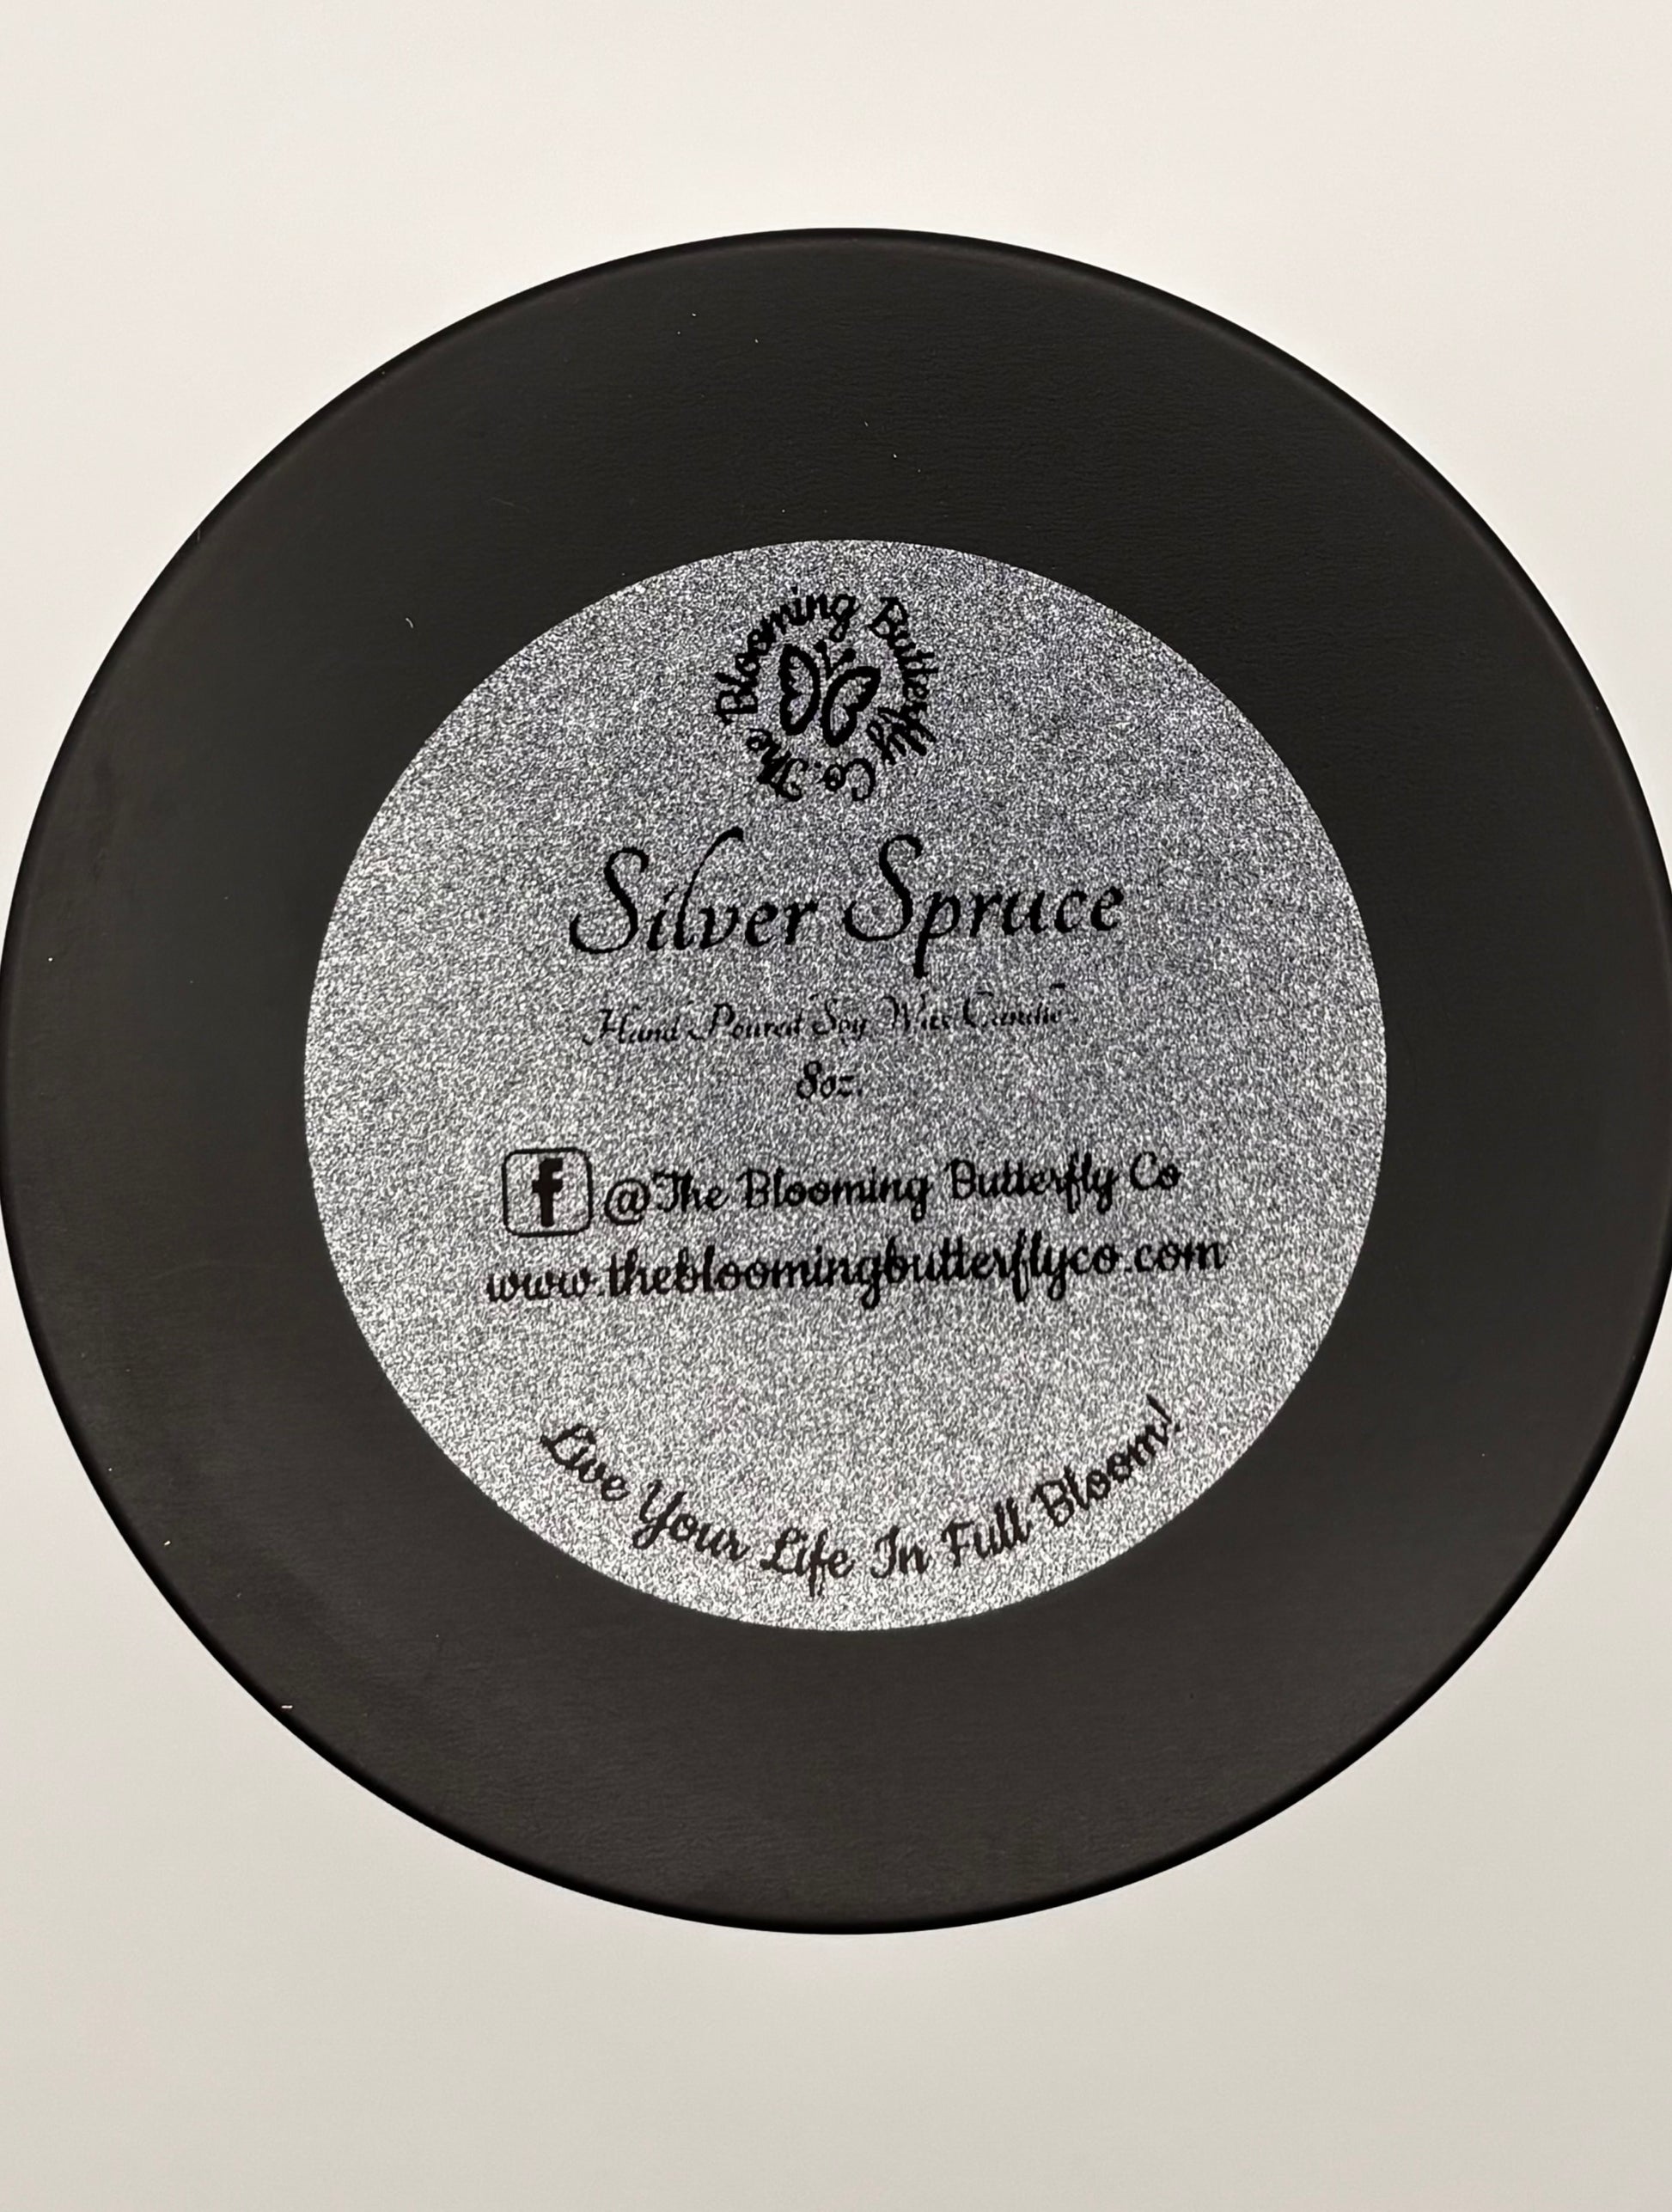 The Blooming Butterfly Co.
Silver Spruce
Hand Poured Soy Wax Candle
8oz.
f @The Blooming Butterfly Co
www.thebloomingbutterflyco.com
Live Your Life In Full Bloom!